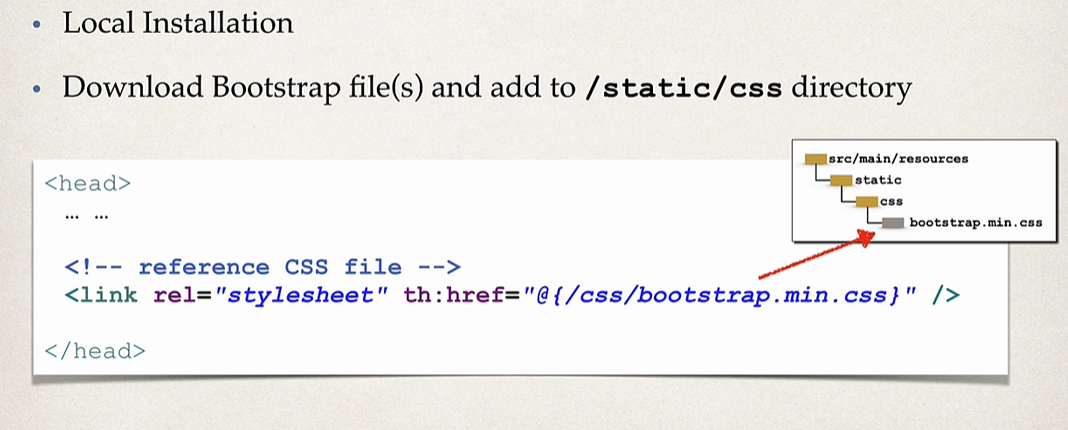 • Local Installation
• Download Bootstrap file(s) and add to /static/css directory
src/main/resources
static
css
bootstrap.min.css
<head>
... ...
<!-- reference CSS file -->
<link rel="stylesheet" th:href="@{/css/bootstrap.min.css}" />
</head>